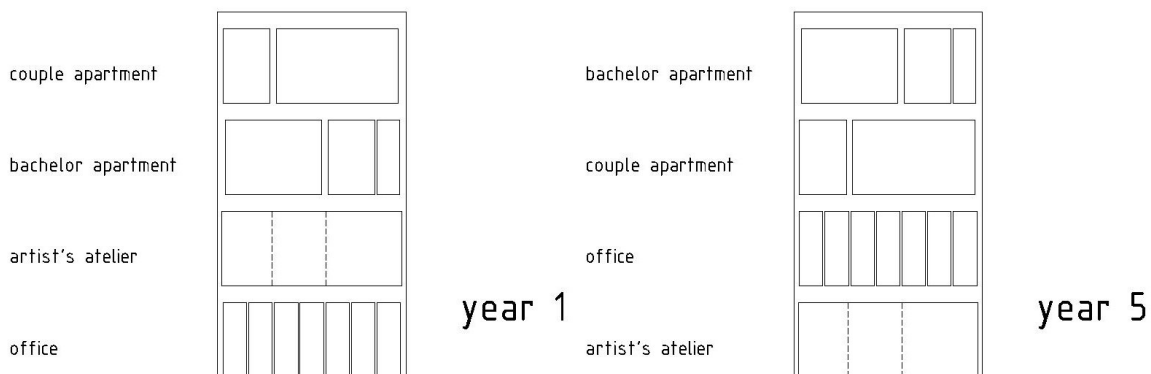 couple apartment
bachelor apartment
artist's atelier
office
year 1
bachelor apartment
couple apartment
office
artist's atelier
year 5